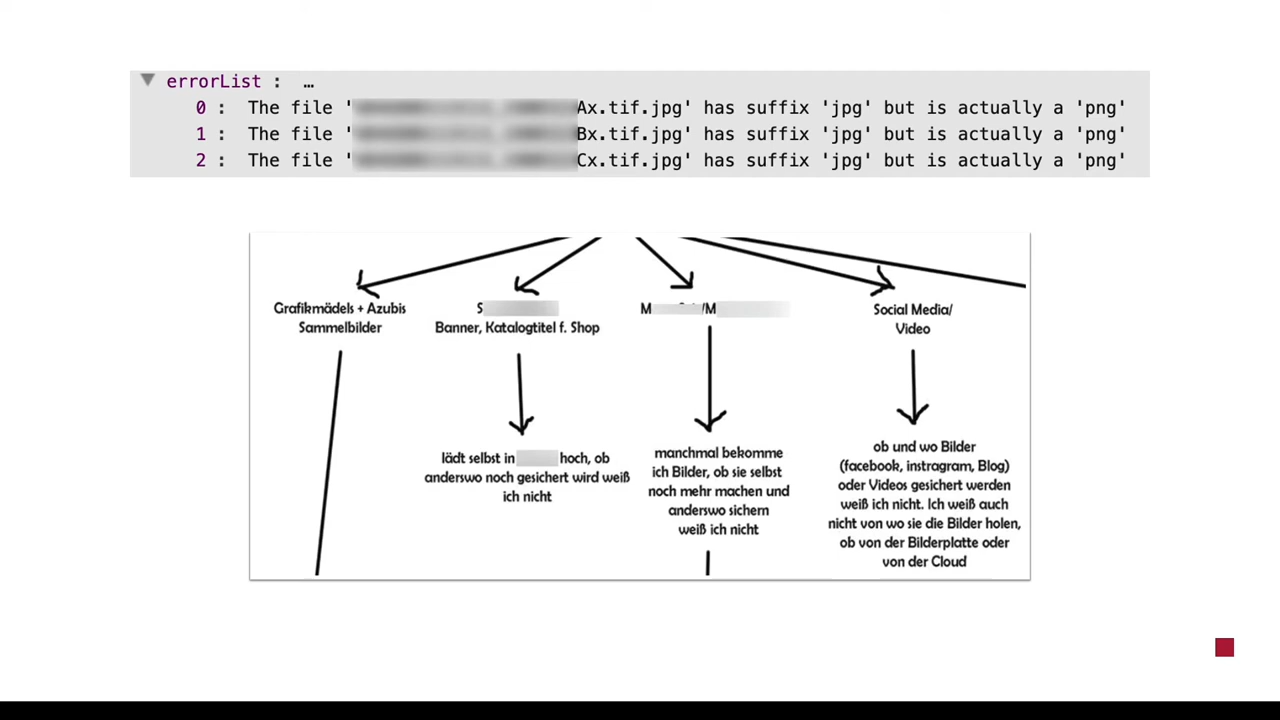 errorList : …
0 : The file ' Ax.tif.jpg' has suffix 'jpg' but is actually a 'png'
1 : The file ' Bx.tif.jpg' has suffix 'jpg' but is actually a 'png'
2 : The file ' Cx.tif.jpg' has suffix 'jpg' but is actually a 'png'
Grafikmädels + Azubis
Sammelbilder
S
Banner, Katalogtitel f. Shop
M /M
Social Media/
Video
lädt selbst in hoch, ob
anderswo noch gesichert wird weiß
ich nicht
manchmal bekomme
ich Bilder, ob sie selbst
noch mehr machen und
anderswo sichern
weiß ich nicht
ob und wo Bilder
(facebook, instragram, Blog)
oder Videos gesichert werden
weiß ich nicht. Ich weiß auch
nicht von wo sie die Bilder holen,
ob von der Bilderplatte oder
von der Cloud